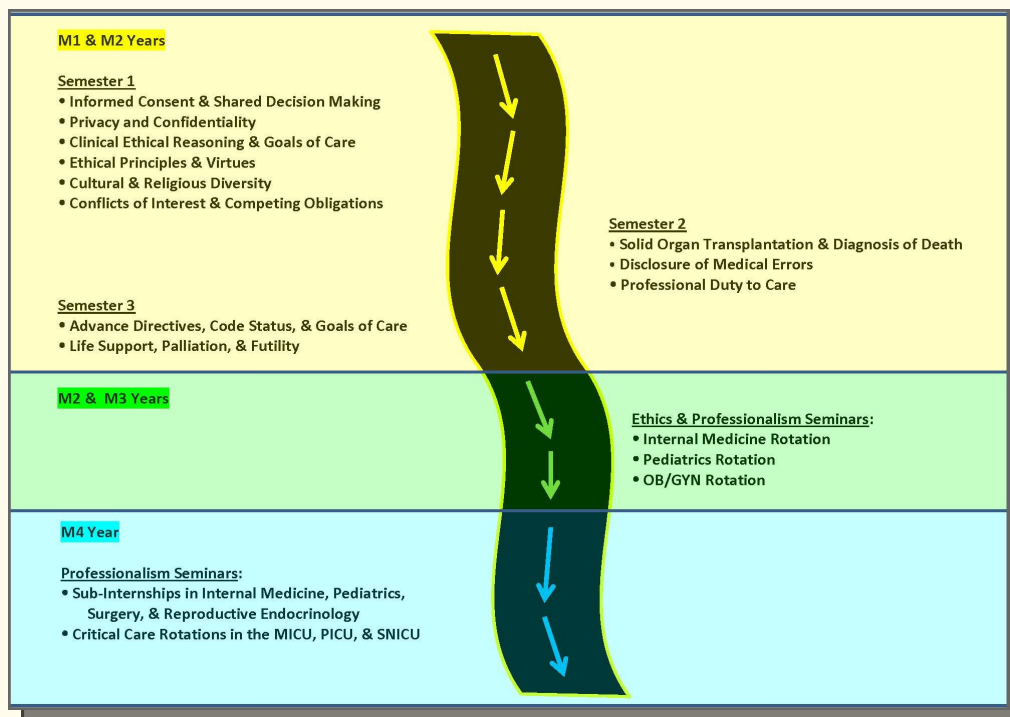 M1 & M2 Years
Semester 1
• Informed Consent & Shared Decision Making
• Privacy and Confidentiality
• Clinical Ethical Reasoning & Goals of Care
• Ethical Principles & Virtues
• Cultural & Religious Diversity
• Conflicts of Interest & Competing Obligations
Semester 2
• Solid Organ Transplantation & Diagnosis of Death
• Disclosure of Medical Errors
• Professional Duty to Care
Semester 3
• Advance Directives, Code Status, & Goals of Care
• Life Support, Palliation, & Futility
M2 & M3 Years
Ethics & Professionalism Seminars:
• Internal Medicine Rotation
• Pediatrics Rotation
• OB/GYN Rotation
M4 Year
Professionalism Seminars:
• Sub-Internships in Internal Medicine, Pediatrics,
Surgery, & Reproductive Endocrinology
• Critical Care Rotations in the MICU, PICU, & SNICU